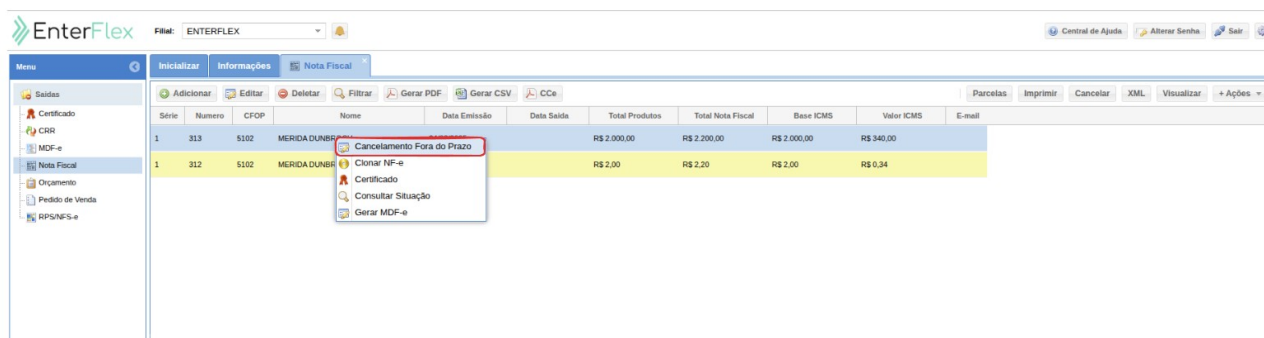 EnterFlex Filial: ENTERFLEX Central de Ajuda Alterar Senha Sair
Menu Inicializar Informações Nota Fiscal
Saídas Adicionar Editar Deletar Filtrar Gerar PDF Gerar CSV CCe Parcelas Imprimir Cancelar XML Visualizar + Ações
Certificado Série Numero CFOP Nome Data Emissão Data Saida Total Produtos Total Nota Fiscal Base ICMS Valor ICMS E-mail
CRR
MDF-e
Nota Fiscal
Orçamento
Pedido de Venda
RPS/NFS-e
1 313 5102 MERIDA R$ 2.000,00 R$ 2.200,00 R$ 2.000,00 R$ 340,00
1 312 5102 MERIDA R$ 2,00 R$ 2,20 R$ 2,00 R$ 0,34
Cancelamento Fora do Prazo
Clonar NF-e
Certificado
Consultar Situação
Gerar MDF-e